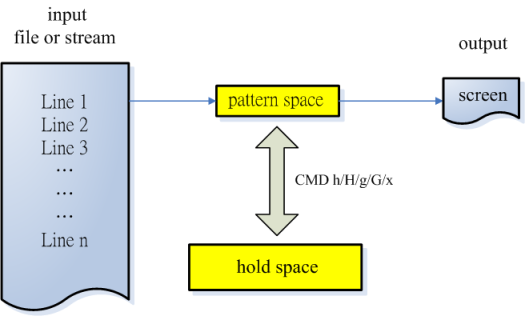 input
file or stream
output
Line 1
Line 2
Line 3
...
...
...
Line n
pattern space
screen
CMD h/H/g/G/x
hold space